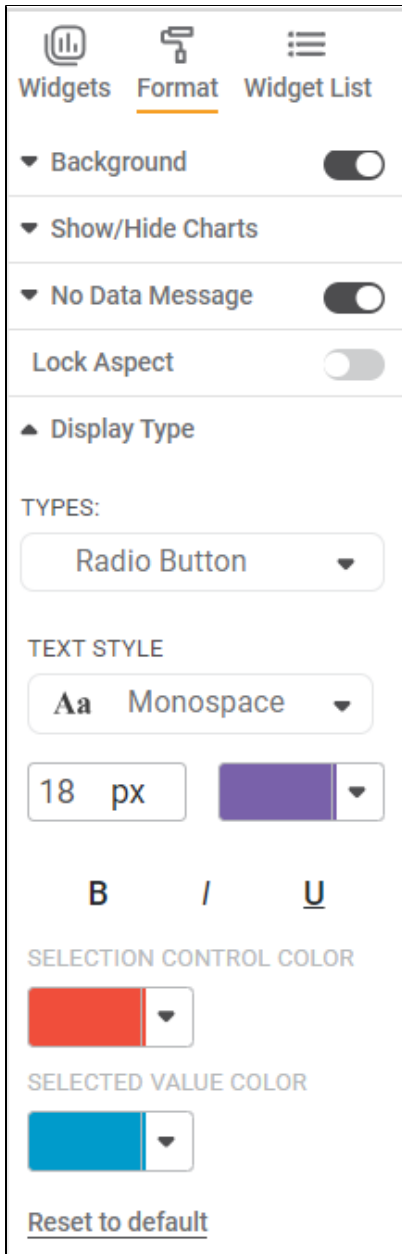 Widgets Format Widget List
Background
Show/Hide Charts
No Data Message
Lock Aspect
Display Type
TYPES:
Radio Button
TEXT STYLE
Aa Monospace
18 px
B I U
SELECTION CONTROL COLOR
SELECTED VALUE COLOR
Reset to default